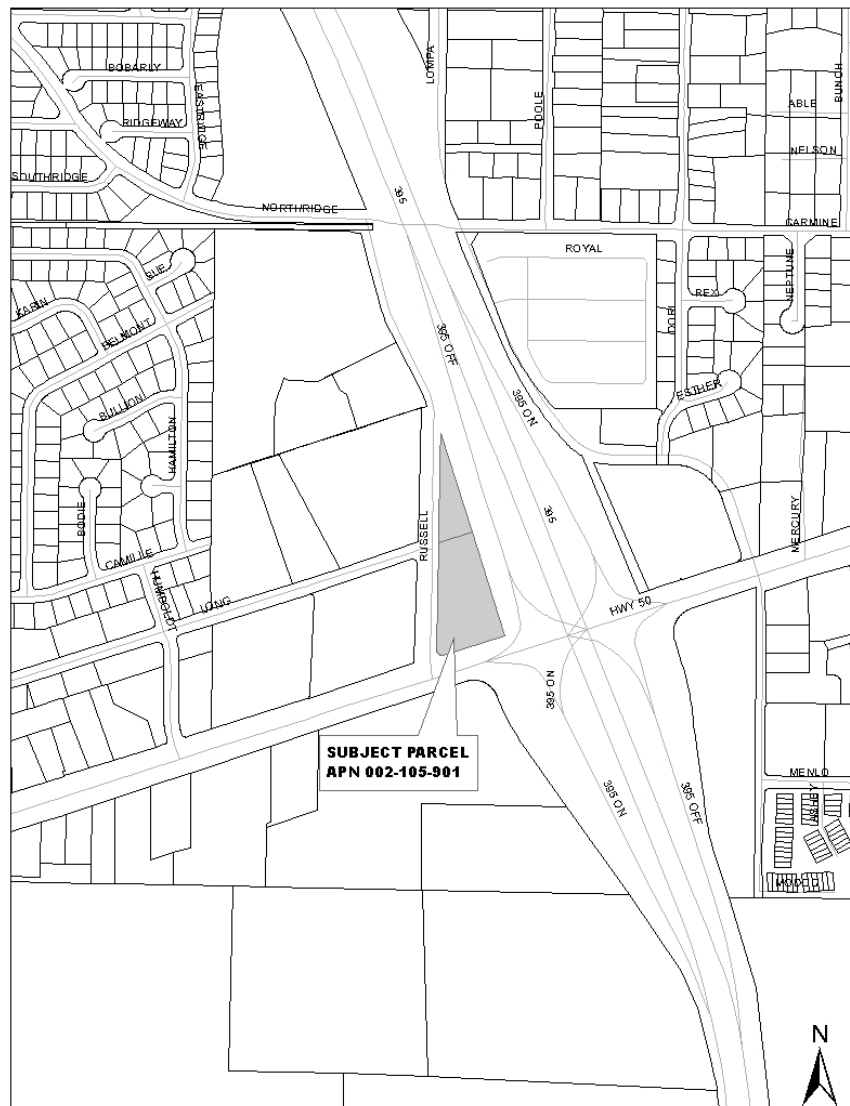 BOBARLY
EASTRIDGE
RIDGEWAY
SOUTHRIDGE
NORTHRIDGE
LOMPA
POOLE
ABLE
BUNCH
NELSON
CARMINE
395
ROYAL
SUE
KARIN
BELMONT
REX
DORI
NEPTUNE
395 OFF
395 ON
ESTHER
BULLION
HAMILTON
BODIE
RUSSELL
395
MERCURY
CAMILLE
HUMBOLDT
LONG
HWY 50
395 ON
SUBJECT PARCEL
APN 002-105-901
MENLO
ASHBY
395 ON
395 OFF
N